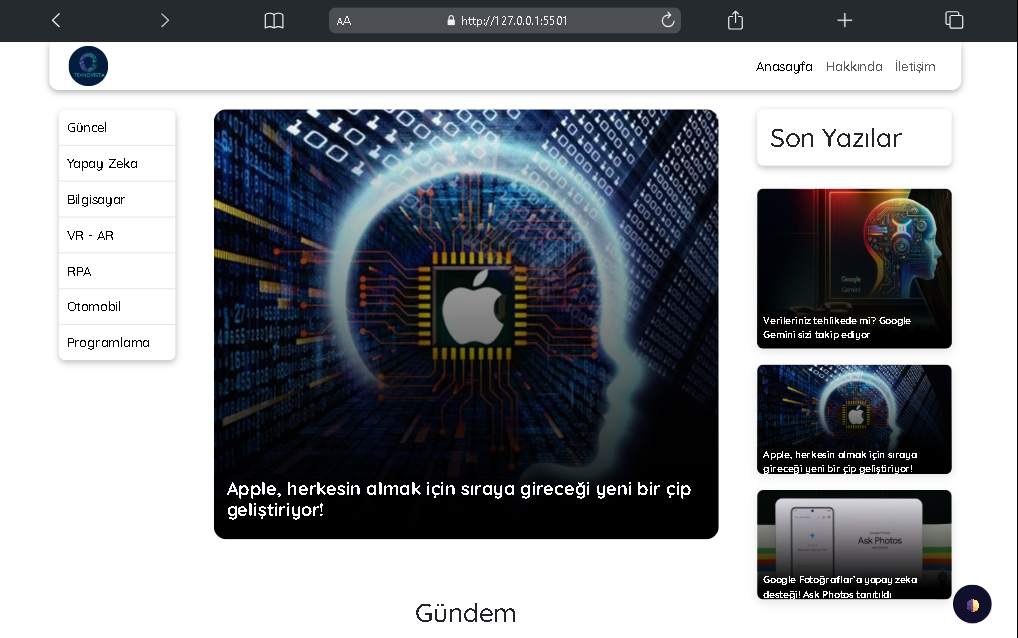 AA
http://127.0.0.1:5501
TEKNOVISTA
Anasayfa
Hakkında
İletişim
Güncel
Yapay Zeka
Bilgisayar
VR - AR
RPA
Otomobil
Programlama
Apple, herkesin almak için sıraya gireceği yeni bir çip
geliştiriyor!
Gündem
Son Yazılar
Google
Gemini
Verileriniz tehlikede mi? Google
Gemini sizi takip ediyor
Apple, herkesin almak için sıraya
gireceği yeni bir çip geliştiriyor!
Ask Photos
Google Fotoğraflar'a yapay zeka
desteği! Ask Photos tanıtıldı